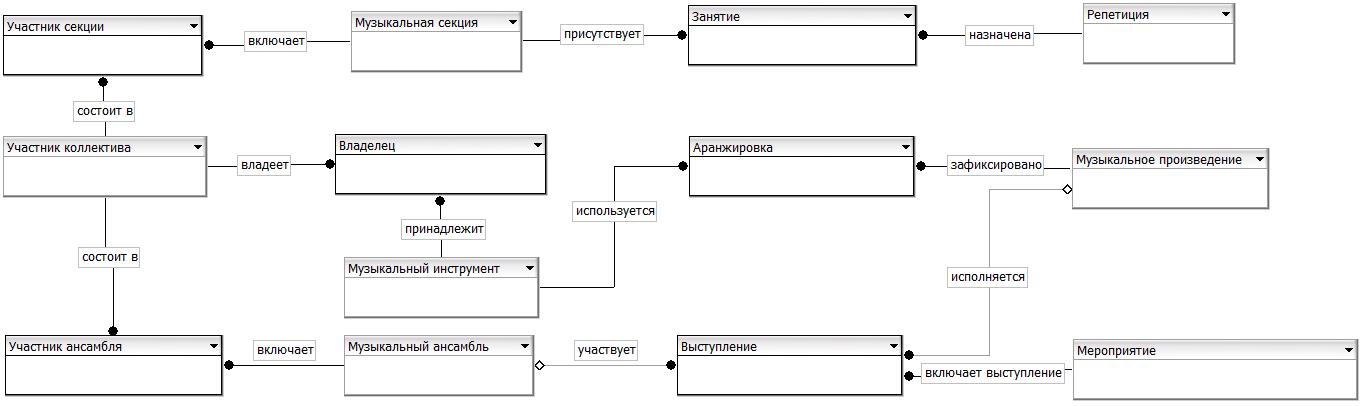 Участник секции
включает
Музыкальная секция
присутствует
Занятие
назначена
Репетиция
состоит в
Участник коллектива
владеет
Владелец
Аранжировка
зафиксировано
Музыкальное произведение
используется
принадлежит
состоит в
Музыкальный инструмент
исполняется
Участник ансамбля
включает
Музыкальный ансамбль
участвует
Выступление
включает выступление
Мероприятие